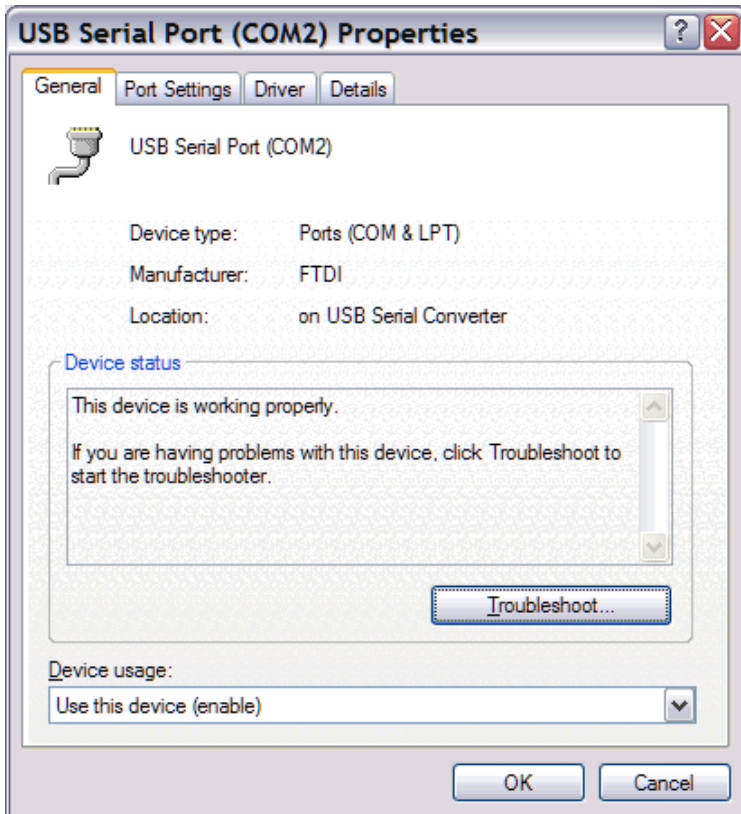 USB Serial Port (COM2) Properties
General Port Settings Driver Details
USB Serial Port (COM2)
Device type: Ports (COM & LPT)
Manufacturer: FTDI
Location: on USB Serial Converter
Device status
This device is working properly.
If you are having problems with this device, click Troubleshoot to
start the troubleshooter.
Troubleshoot...
Device usage:
Use this device (enable)
OK Cancel